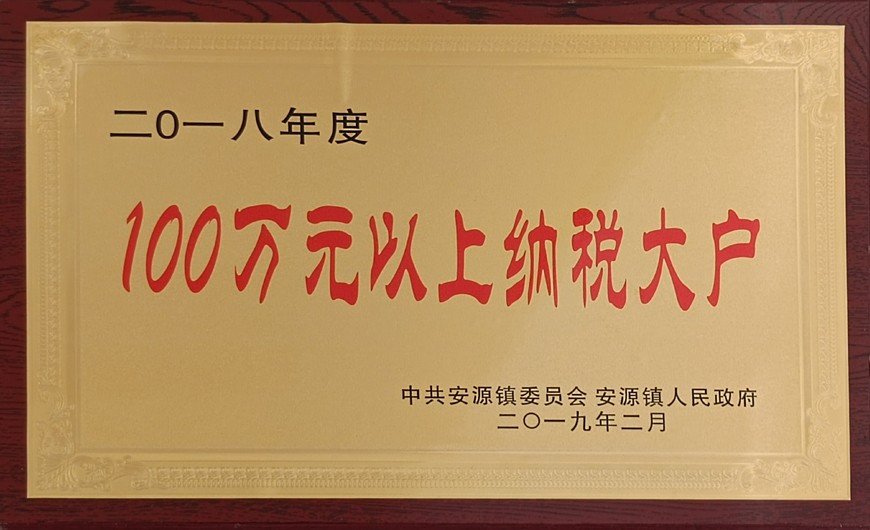 二0一八年度
100万元以上纳税大户
中共安源镇委员会 安源镇人民政府
二〇一九年二月